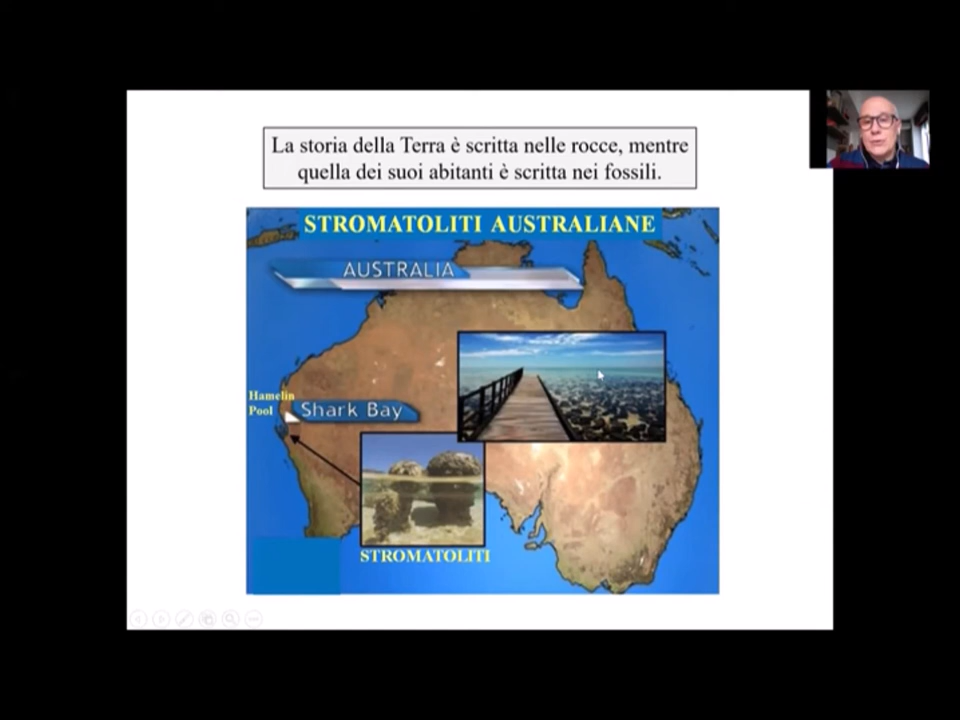 La storia della Terra è scritta nelle rocce, mentre
quella dei suoi abitanti è scritta nei fossili.
STROMATOLITI AUSTRALIANE
AUSTRALIA
Hamelin
Pool
Shark Bay
STROMATOLITI